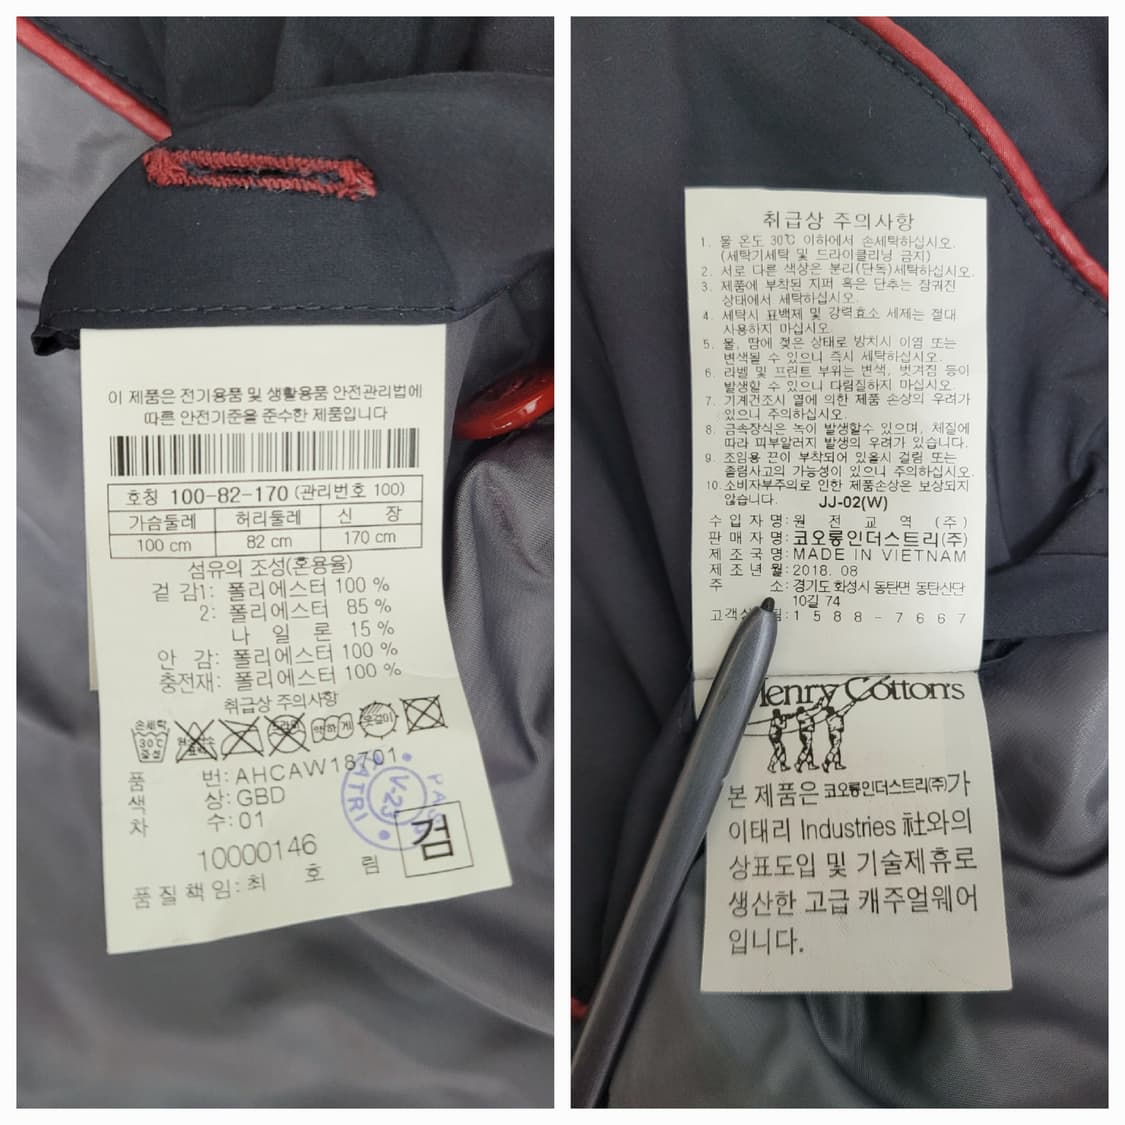 이 제품은 전기용품 및 생활용품 안전관리법에
따른 안전기준을 준수한 제품입니다
호칭 100-82-170 (관리번호 100)
가슴둘레 허리둘레 신 장
100 cm 82 cm 170 cm
섬유의 조성(혼용율)
겉 감1: 폴리에스터 100 %
2: 폴리에스터 85 %
나 일 론 15 %
안 감: 폴리에스터 100 %
충전재: 폴리에스터 100 %
취급상 주의사항
손세탁
30℃
중성
약하게
옷걸이
품 번: AHCAW18701
색 상: GBD
차 수: 01
10000146
검
품질책임: 최 호 림
KATRI
V-23
취급상 주의사항
1. 물 온도 30℃ 이하에서 손세탁하십시오.
(세탁기세탁 및 드라이클리닝 금지)
2. 서로 다른 색상은 분리(단독)세탁하십시오.
3. 제품에 부착된 지퍼 혹은 단추는 잠궈진
상태에서 세탁하십시오.
4. 세탁시 표백제 및 강력효소 세제는 절대
사용하지 마십시오.
5. 물, 땀에 젖은 상태로 방치시 이염 또는
변색될 수 있으니 즉시 세탁하십시오.
6. 라벨 및 프린트 부위는 변색, 벗겨짐 등이
발생할 수 있으니 다림질하지 마십시오.
7. 기계건조시 열에 의한 제품 손상의 우려가
있으니 주의하십시오.
8. 금속장식은 녹이 발생할수 있으며, 체질에
따라 피부알러지 발생의 우려가 있습니다.
9. 조임용 끈이 부착되어 있을시 걸림 또는
졸림사고의 가능성이 있으니 주의하십시오.
10. 소비자부주의로 인한 제품손상은 보상되지
않습니다.
JJ-02(W)
수 입 자 명: 원 전 교 역 (주)
판 매 자 명: 코오롱인더스트리(주)
제 조 국 명: MADE IN VIETNAM
제 조 년 월: 2018. 08
주 소: 경기도 화성시 동탄면 동탄산단
10길 74
고객상 팀: 1588-7667
Henry Cotton's
본 제품은 코오롱인더스트리(주)가
이태리 Industries 社와의
상표도입 및 기술제휴로
생산한 고급 캐주얼웨어
입니다.